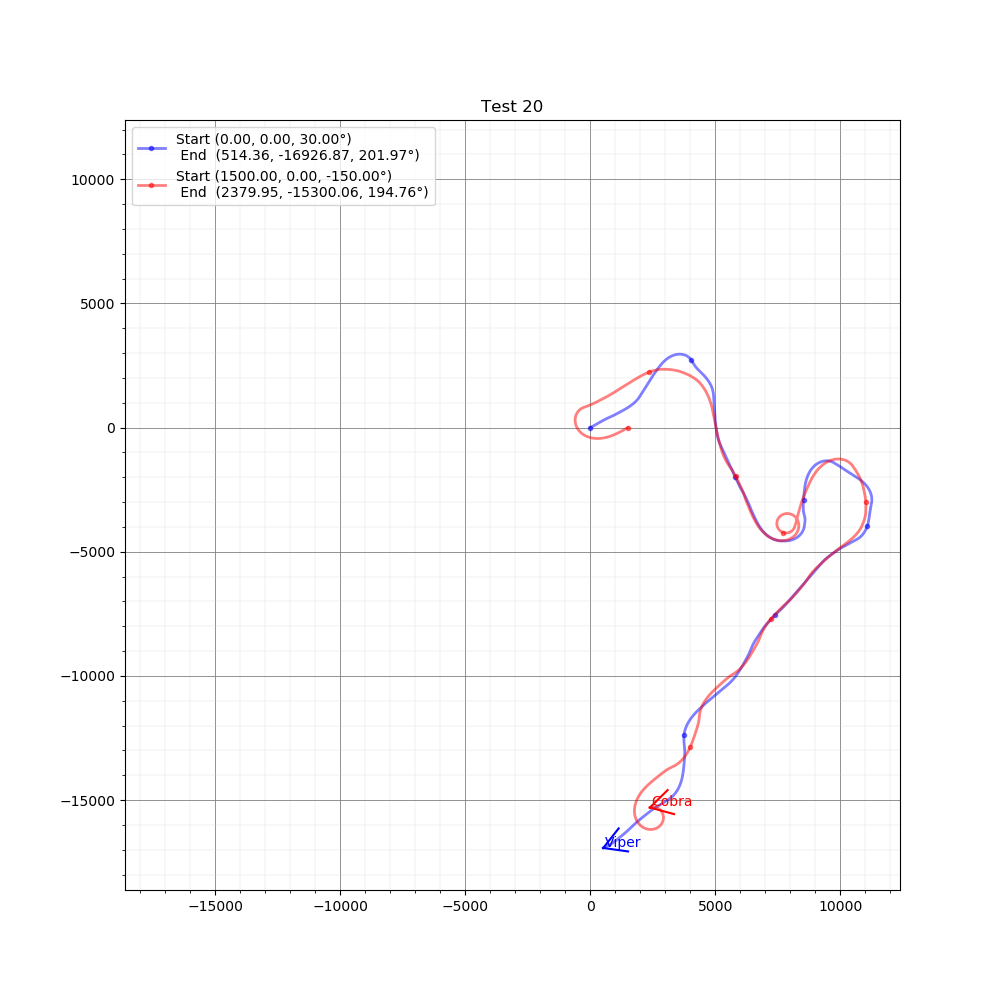 Test 20
Start (0.00, 0.00, 30.00°)
End (514.36, -16926.87, 201.97°)
Start (1500.00, 0.00, -150.00°)
End (2379.95, -15300.06, 194.76°)
10000
5000
0
−5000
−10000
−15000
Cobra
Viper
−15000 −10000 −5000 0 5000 10000